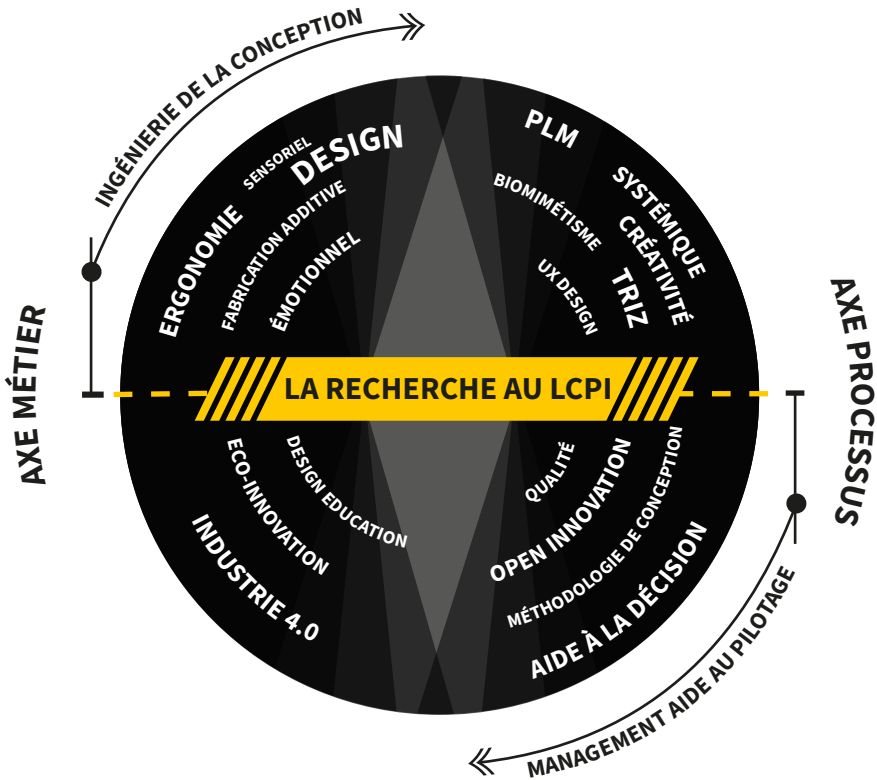 INGÉNIERIE DE LA CONCEPTION
AXE MÉTIER
SENSORIEL
DESIGN
ERGONOMIE
FABRICATION ADDITIVE
ÉMOTIONNEL
PLM
BIOMIMÉTISME
SYSTÉMIQUE
CRÉATIVITÉ
TRIZ
UX DESIGN
LA RECHERCHE AU LCPI
AXE PROCESSUS
ECO-INNOVATION
DESIGN EDUCATION
INDUSTRIE 4.0
QUALITÉ
OPEN INNOVATION
MÉTHODOLOGIE DE CONCEPTION
AIDE À LA DÉCISION
MANAGEMENT AIDE AU PILOTAGE